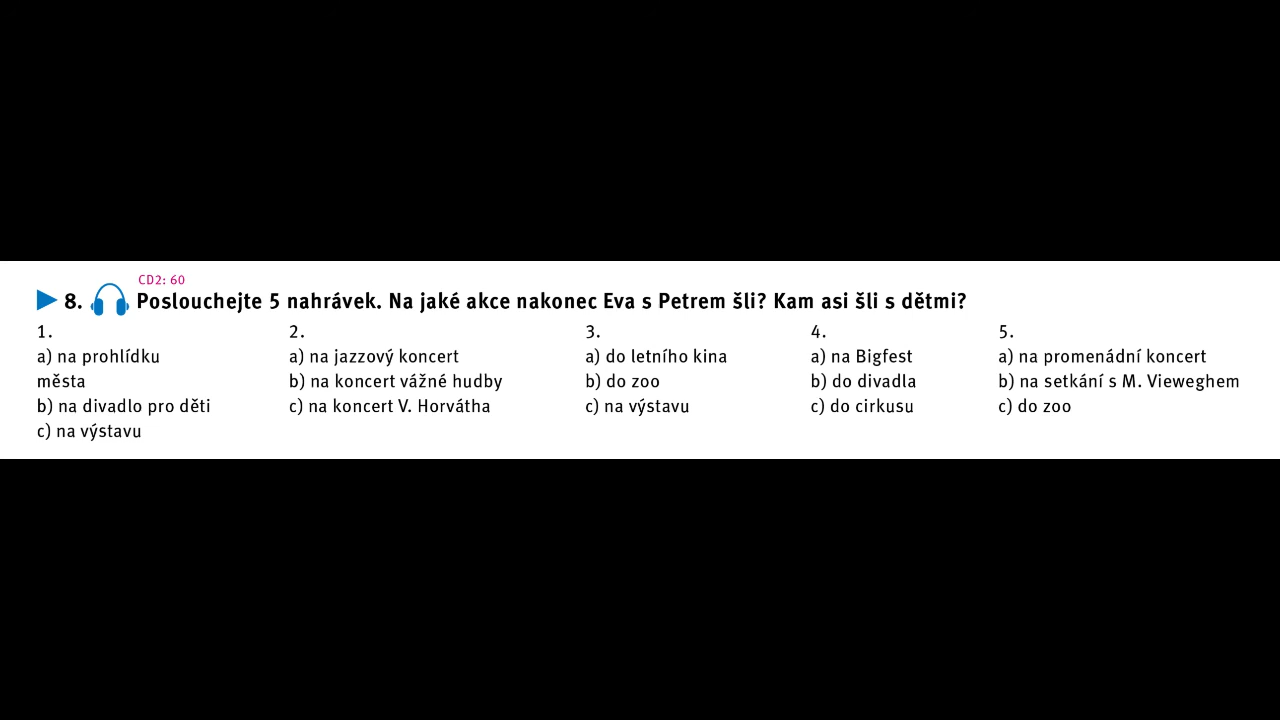 CD2: 60
8. Poslouchejte 5 nahrávek. Na jaké akce nakonec Eva s Petrem šli? Kam asi šli s dětmi?
1.
a) na prohlídku
města
b) na divadlo pro děti
c) na výstavu
2.
a) na jazzový koncert
b) na koncert vážné hudby
c) na koncert V. Horvátha
3.
a) do letního kina
b) do zoo
c) na výstavu
4.
a) na Bigfest
b) do divadla
c) do cirkusu
5.
a) na promenádní koncert
b) na setkání s M. Vieweghem
c) do zoo